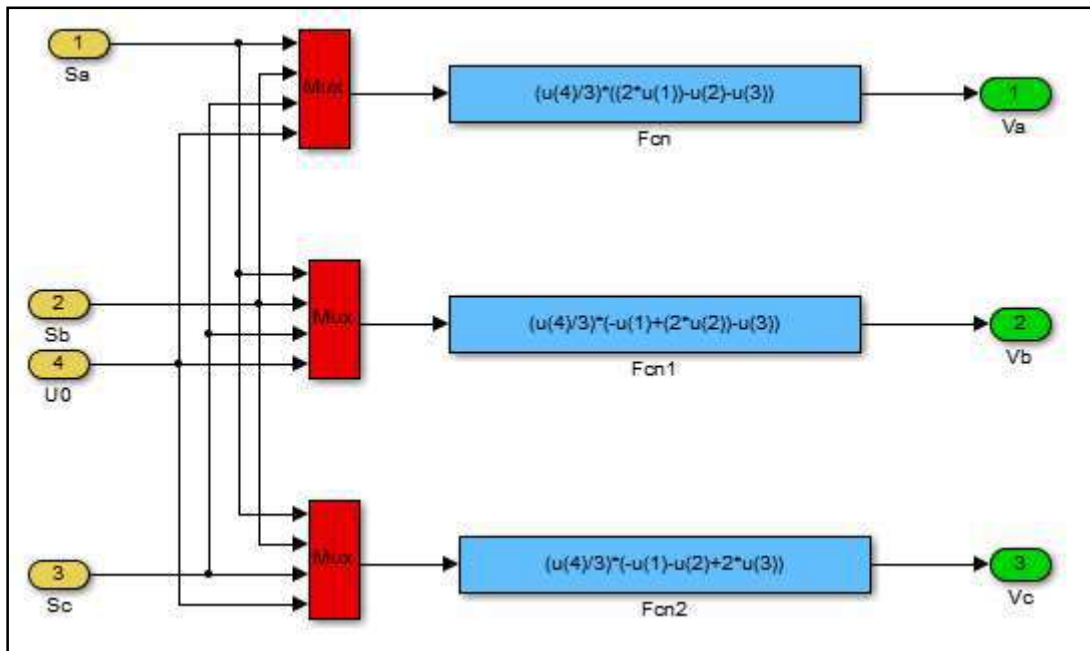 1
Sa
Mux
(u(4)/3)*((2*u(1))-u(2)-u(3))
Fcn
1
Va
2
Sb
4
U0
Mux
(u(4)/3)*(-u(1)+(2*u(2))-u(3))
Fcn1
2
Vb
3
Sc
Mux
(u(4)/3)*(-u(1)-u(2)+2*u(3))
Fcn2
3
Vc